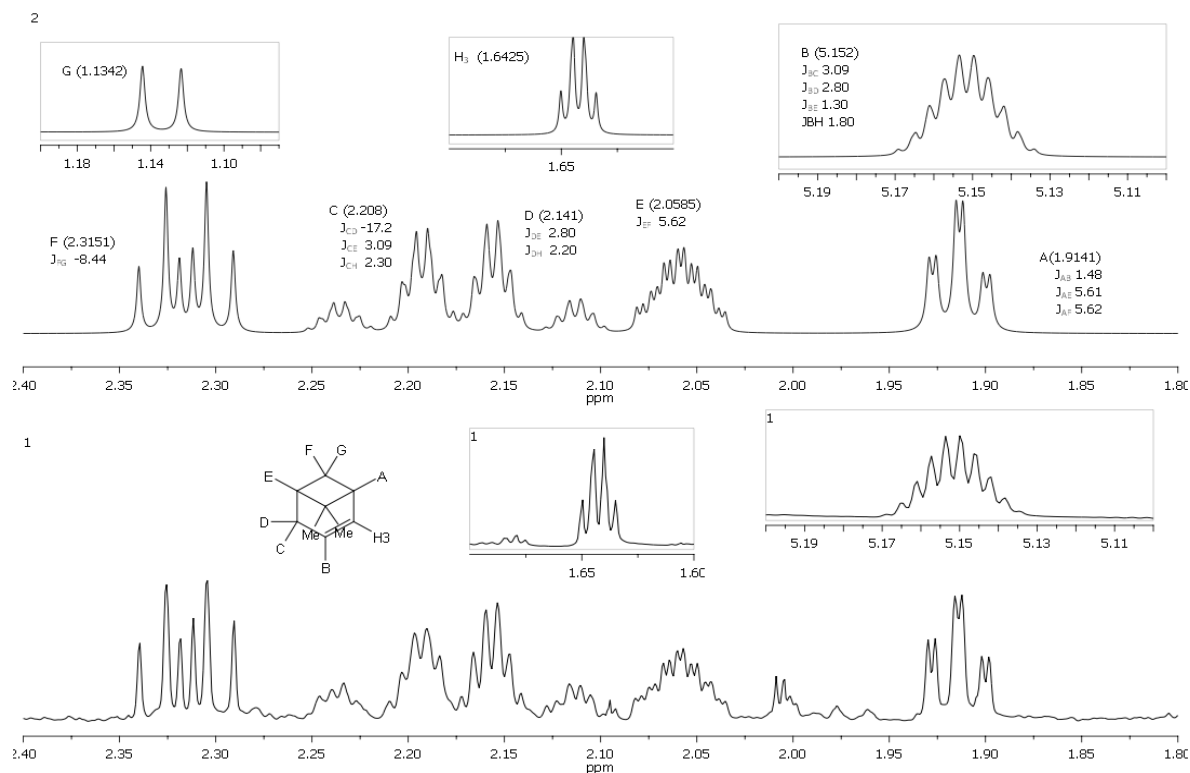 2
G (1.1342)
1.18 1.14 1.10
H3 (1.6425)
1.65
B (5.152)
JBC 3.09
JBD 2.80
JBE 1.30
JBH 1.80
5.19 5.17 5.15 5.13 5.11
F (2.3151)
JFG -8.44
C (2.208)
JCD -17.2
JCE 3.09
JCH 2.30
D (2.141)
JDE 2.80
JDH 2.20
E (2.0585)
JEF 5.62
A(1.9141)
JAB 1.48
JAE 5.61
JAF 5.62
2.40 2.35 2.30 2.25 2.20 2.15 2.10 2.05 2.00 1.95 1.90 1.85 1.80
ppm
1
F G
E A
D
Me Me H3
C
B
1
1.65 1.60
1
5.19 5.17 5.15 5.13 5.11
2.40 2.35 2.30 2.25 2.20 2.15 2.10 2.05 2.00 1.95 1.90 1.85 1.80
ppm